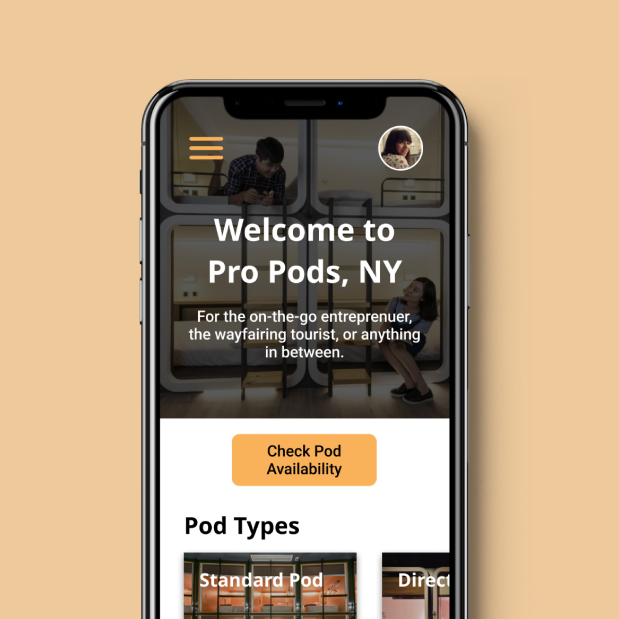 Welcome to
Pro Pods, NY
For the on-the-go entreprenuer,
the wayfairing tourist, or anything
in between.
Check Pod
Availability
Pod Types
Standard Pod
Direct